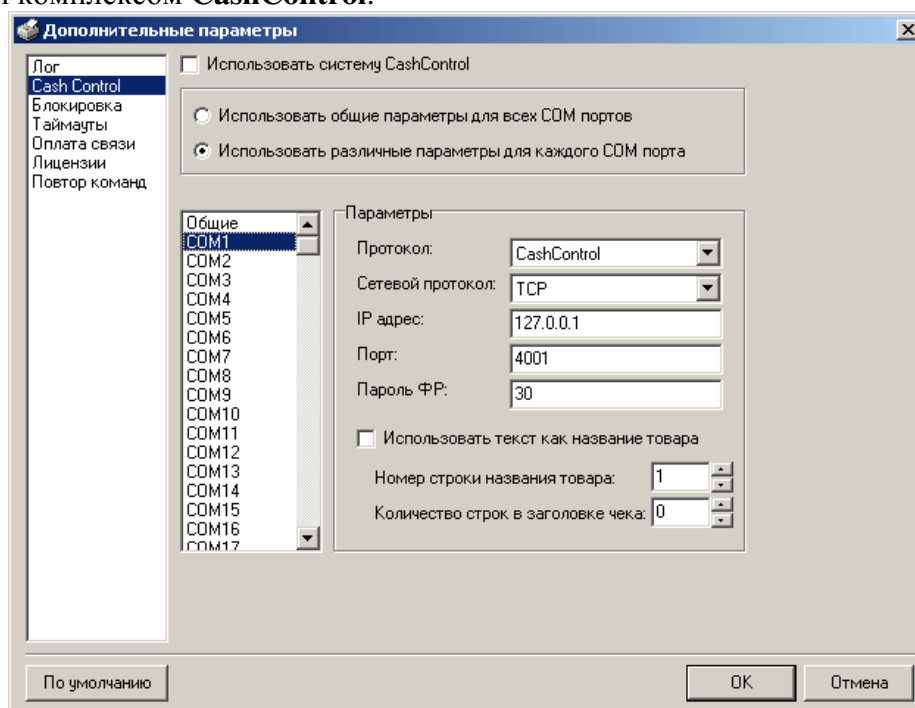 комплексом CashControl.
Дополнительные параметры
Лог
Cash Control
Блокировка
Таймауты
Оплата связи
Лицензии
Повтор команд
Использовать систему CashControl
Использовать общие параметры для всех COM портов
Использовать различные параметры для каждого COM порта
Общие
COM1
COM2
COM3
COM4
COM5
COM6
COM7
COM8
COM9
COM10
COM11
COM12
COM13
COM14
COM15
COM16
COM17
Параметры
Протокол: CashControl
Сетевой протокол: TCP
IP адрес: 127.0.0.1
Порт: 4001
Пароль ФР: 30
Использовать текст как название товара
Номер строки названия товара: 1
Количество строк в заголовке чека: 0
По умолчанию OK Отмена